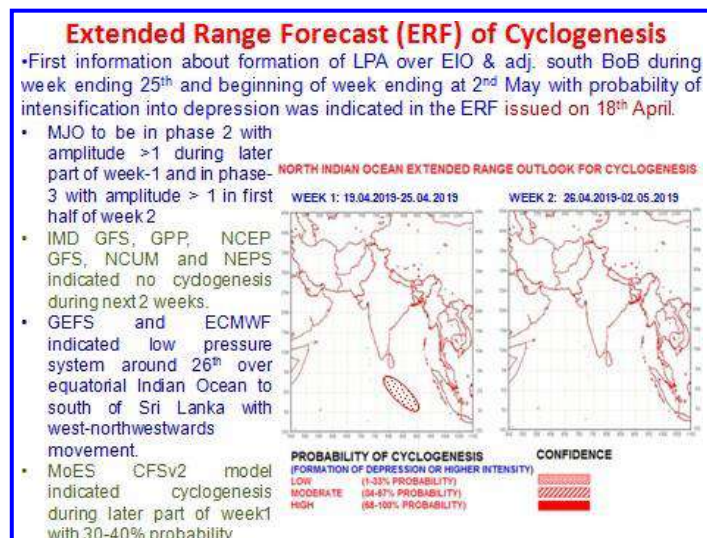 Extended Range Forecast (ERF) of Cyclogenesis
•First information about formation of LPA over EIO & adj. south BoB during
week ending 25th and beginning of week ending at 2nd May with probability of
intensification into depression was indicated in the ERF issued on 18th April.
• MJO to be in phase 2 with
amplitude >1 during later
part of week-1 and in phase-
3 with amplitude > 1 in first
half of week 2
• IMD GFS, GPP, NCEP
GFS, NCUM and NEPS
indicated no cyclogenesis
during next 2 weeks.
• GEFS and ECMWF
indicated low pressure
system around 26th over
equatorial Indian Ocean to
south of Sri Lanka with
west-northwestwards
movement.
• MoES CFSv2 model
indicated cyclogenesis
during later part of week1
with 30-40% probability
NORTH INDIAN OCEAN EXTENDED RANGE OUTLOOK FOR CYCLOGENESIS
WEEK 1: 19.04.2019-25.04.2019
WEEK 2: 26.04.2019-02.05.2019
PROBABILITY OF CYCLOGENESIS CONFIDENCE
(FORMATION OF DEPRESSION OR HIGHER INTENSITY)
LOW (1-33% PROBABILITY)
MODERATE (34-67% PROBABILITY)
HIGH (68-100% PROBABILITY)